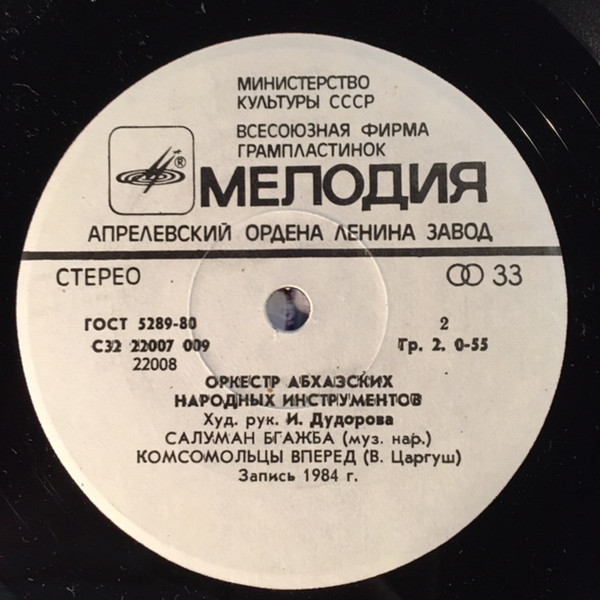 МИНИСТЕРСТВО
КУЛЬТУРЫ СССР
ВСЕСОЮЗНАЯ ФИРМА
ГРАМПЛАСТИНОК
®
МЕЛОДИЯ
АПРЕЛЕВСКИЙ ОРДЕНА ЛЕНИНА ЗАВОД
СТЕРЕО 33
ГОСТ 5289-80 2
С32 22007 009 Гр. 2. 0-55
22008
ОРКЕСТР АБХАЗСКИХ
НАРОДНЫХ ИНСТРУМЕНТОВ
Худ. рук. И. Дудорова
САЛУМАН БГАЖБА (муз. нар.)
КОМСОМОЛЬЦЫ ВПЕРЕД (В. Царгуш)
Запись 1984 г.